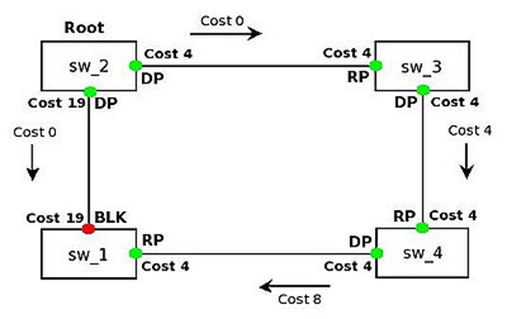 Root
Cost 0
sw_2
Cost 4
DP
Cost 4
RP
sw_3
Cost 19 DP
DP Cost 4
Cost 0
Cost 4
Cost 19 BLK
RP Cost 4
sw_1
RP
Cost 4
DP
Cost 4
sw_4
Cost 8